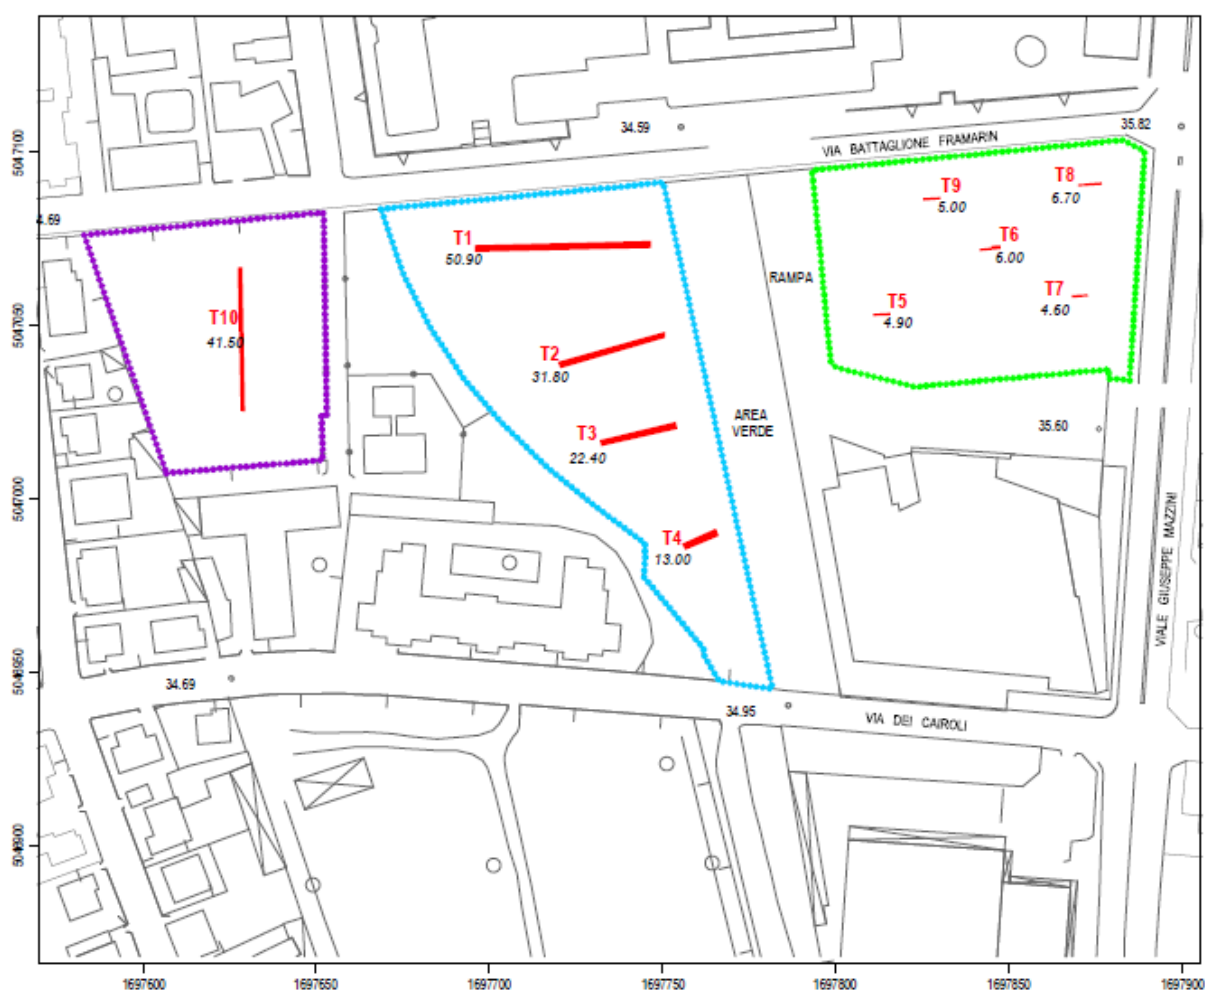 34.59
35.82
VIA BATTAGLIONE FRAMARIN
5047100
T8
6.70
T9
5.00
4.69
T1
50.90
T6
6.00
RAMPA
T7
4.60
T10
41.50
T5
4.90
5047050
T2
31.80
AREA
VERDE
T3
22.40
35.60
5047000
T4
13.00
VIALE GIUSEPPE MAZZINI
5046950
34.69
34.95
VIA DEI CAIROLI
5046900
1697600
1697650
1697700
1697750
1697800
1697850
1697900